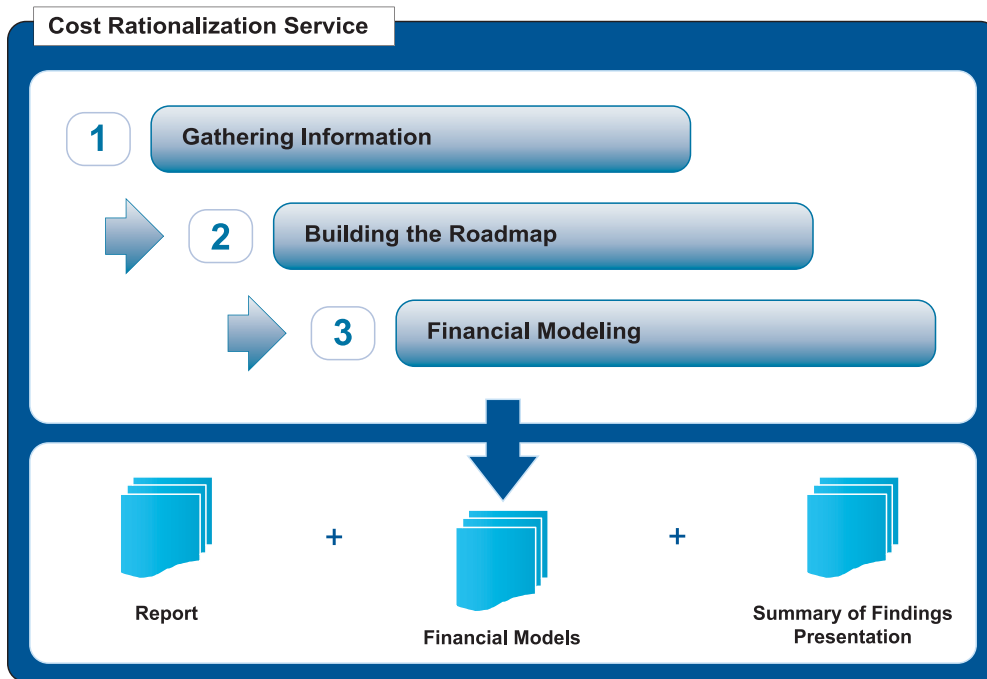 Cost Rationalization Service
1
Gathering Information
2
Building the Roadmap
3
Financial Modeling
+
+
Report
Financial Models
Summary of Findings
Presentation